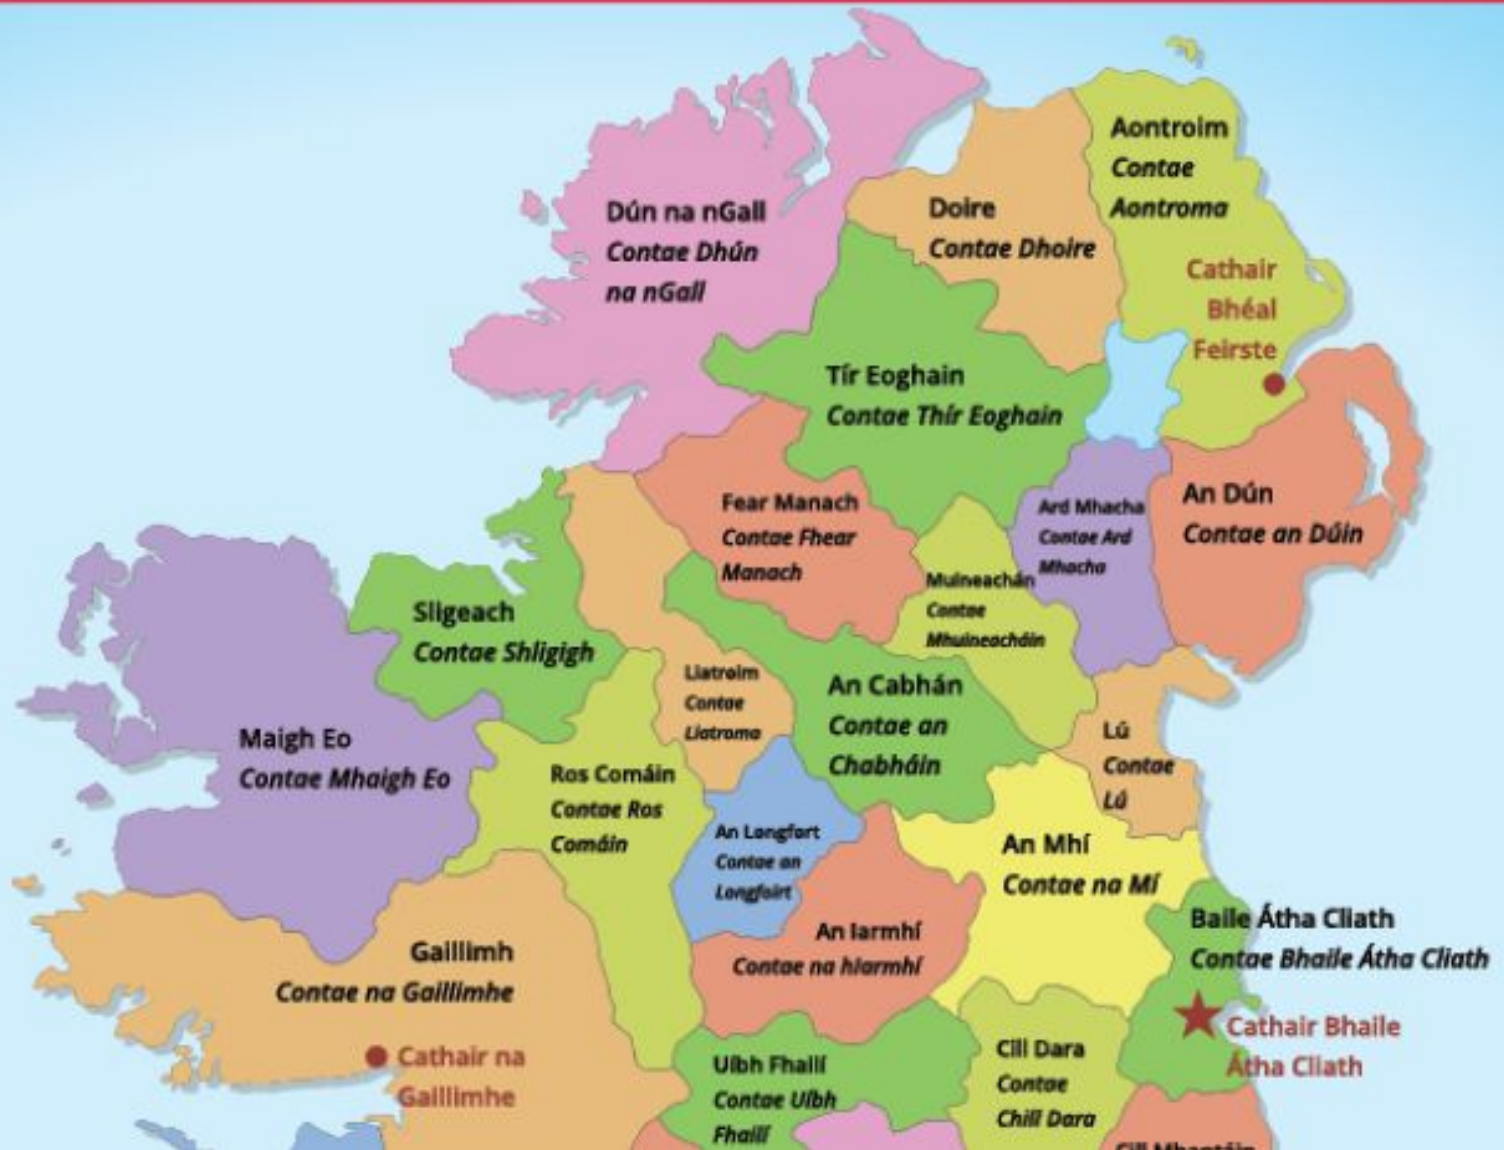 Aontroim
Contae
Aontroma
Dún na nGall
Contae Dhún
na nGall
Doire
Contae Dhoire
Cathair
Bhéal
Feirste
Tír Eoghain
Contae Thír Eoghain
Fear Manach
Contae Fhear
Manach
Ard Mhacha
Contae Ard
Mhacha
An Dún
Contae an Dúin
Muineachán
Contae
Mhuineacháin
Sligeach
Contae Shligigh
Liatroim
Contae
Liatroma
An Cabhán
Contae an
Chabháin
Maigh Eo
Contae Mhaigh Eo
Ros Comáin
Contae Ros
Comáin
Lú
Contae
Lú
An Longfort
Contae an
Longfoirt
An Mhí
Contae na Mí
An Iarmhí
Contae na hIarmhí
Baile Átha Cliath
Contae Bhaile Átha Cliath
Gaillimh
Contae na Gaillimhe
Cathair Bhaile
Átha Cliath
Cathair na
Gaillimhe
Uíbh Fhailí
Contae Uíbh
Fhailí
Cill Dara
Contae
Chill Dara
Cill Mhantáin